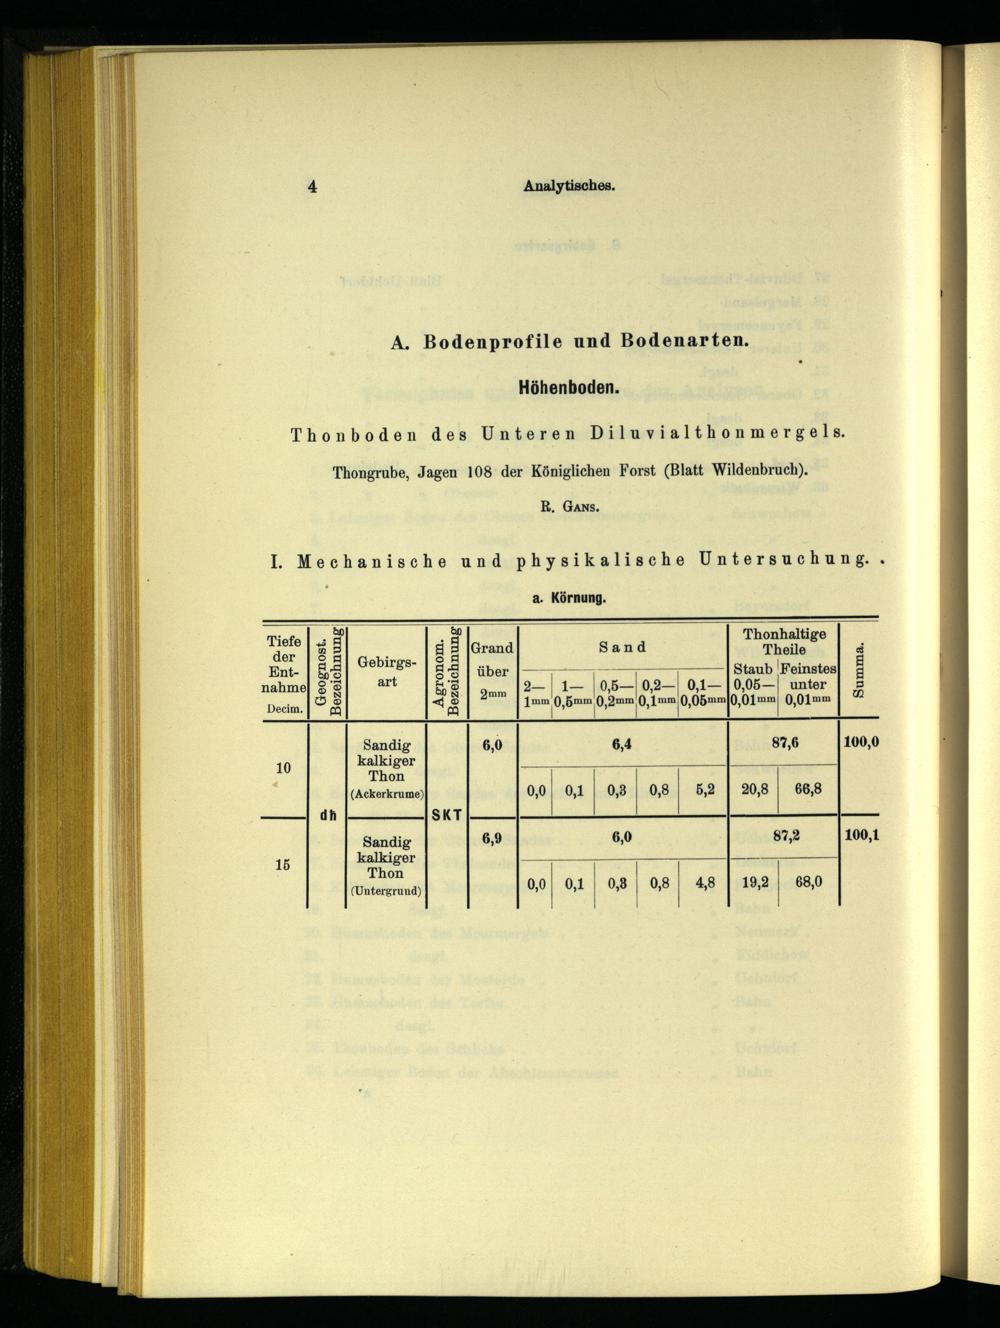 4
Analytisches.
A. Bodenprofile und Bodenarten.
Höhenboden.
Thonboden des Unteren Diluvialthonmergels.
Thongrube, Jagen 108 der Königlichen Forst (Blatt Wildenbruch).
R. Gans.
I. Mechanische und physikalische Untersuchung.
a. Körnung.
Tiefe der Ent-nahme Decim.
Geognost. Bezeichnung
Gebirgs-art
Agronom. Bezeichnung
Grand über 2mm
Sand
2—1mm
1—0,5mm
0,5—0,2mm
0,2—0,1mm
0,1—0,05mm
Thonhaltige Theile
Staub 0,05—0,01mm
Feinstes unter 0,01mm
Summa.
10
Sandig kalkiger Thon (Ackerkrume)
6,0
6,4
87,6
100,0
0,0 0,1 0,3 0,8 5,2 20,8 66,8
dh
SKT
15
Sandig kalkiger Thon (Untergrund)
6,9
6,0
87,2
100,1
0,0 0,1 0,3 0,8 4,8 19,2 68,0